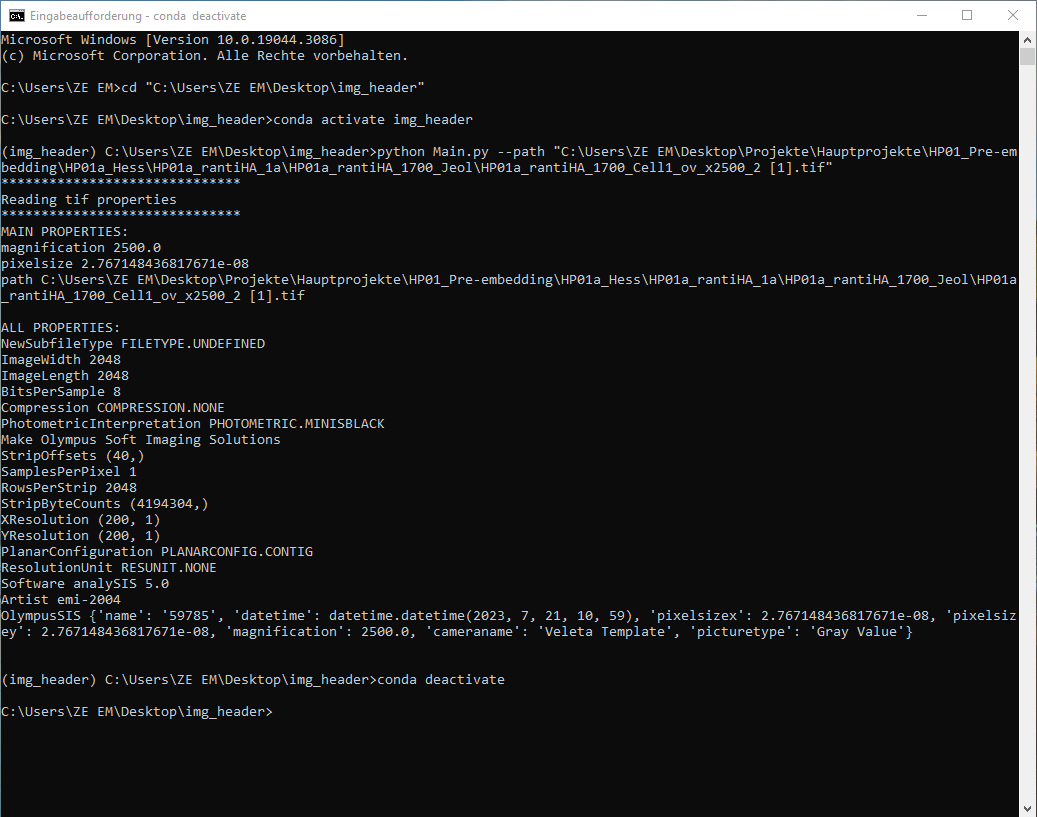 Eingabeaufforderung - conda  deactivate
Microsoft Windows [Version 10.0.19044.3086]
(c) Microsoft Corporation. Alle Rechte vorbehalten.
C:\Users\ZE EM>cd "C:\Users\ZE EM\Desktop\img_header"
C:\Users\ZE EM\Desktop\img_header>conda activate img_header
(img_header) C:\Users\ZE EM\Desktop\img_header>python Main.py --path "C:\Users\ZE EM\Desktop\Projekte\Hauptprojekte\HP01_Pre-em
bedding\HP01a_Hess\HP01a_rantiHA_1a\HP01a_rantiHA_1700_Jeol\HP01a_rantiHA_1700_Cell1_ov_x2500_2 [1].tif"
******************************
Reading tif properties
******************************
MAIN PROPERTIES:
magnification 2500.0
pixelsize 2.767148436817671e-08
path C:\Users\ZE EM\Desktop\Projekte\Hauptprojekte\HP01_Pre-embedding\HP01a_Hess\HP01a_rantiHA_1a\HP01a_rantiHA_1700_Jeol\HP01a
_rantiHA_1700_Cell1_ov_x2500_2 [1].tif
ALL PROPERTIES:
NewSubfileType FILETYPE.UNDEFINED
ImageWidth 2048
ImageLength 2048
BitsPerSample 8
Compression COMPRESSION.NONE
PhotometricInterpretation PHOTOMETRIC.MINISBLACK
Make Olympus Soft Imaging Solutions
StripOffsets (40,)
SamplesPerPixel 1
RowsPerStrip 2048
StripByteCounts (4194304,)
XResolution (200, 1)
YResolution (200, 1)
PlanarConfiguration PLANARCONFIG.CONTIG
ResolutionUnit RESUNIT.NONE
Software analySIS 5.0
Artist emi-2004
OlympusSIS {'name': '59785', 'datetime': datetime.datetime(2023, 7, 21, 10, 59), 'pixelsizex': 2.767148436817671e-08, 'pixelsiz
ey': 2.767148436817671e-08, 'magnification': 2500.0, 'cameraname': 'Veleta Template', 'picturetype': 'Gray Value'}
(img_header) C:\Users\ZE EM\Desktop\img_header>conda deactivate
C:\Users\ZE EM\Desktop\img_header>